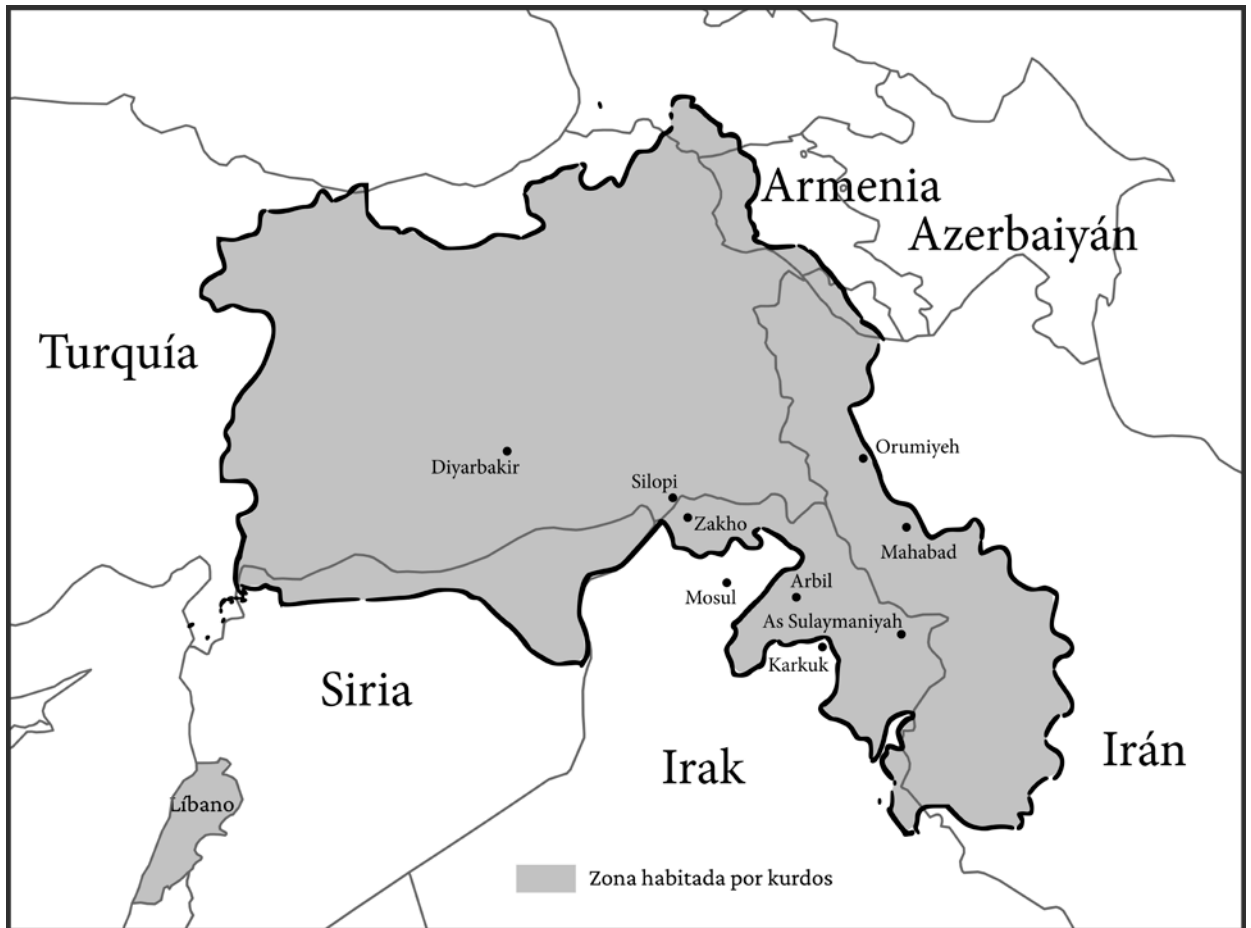 Armenia
Azerbaiyán
Turquía
Orumiyeh
Diyarbakir
Silopi
Zakho
Mahabad
Mosul
Arbil
As Sulaymaniyah
Karkuk
Siria
Irak
Irán
Líbano
Zona habitada por kurdos